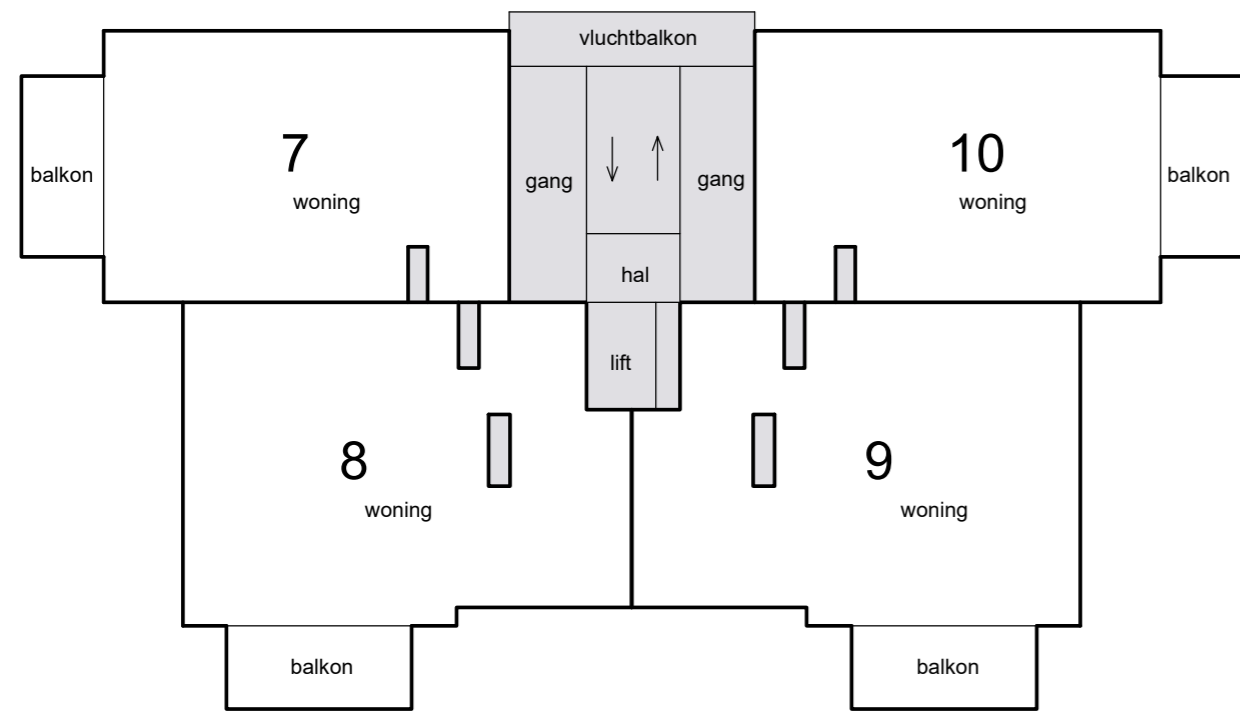 vluchtbalkon
7
10
balkon
gang
gang
balkon
woning
woning
hal
lift
8
9
woning
woning
balkon
balkon